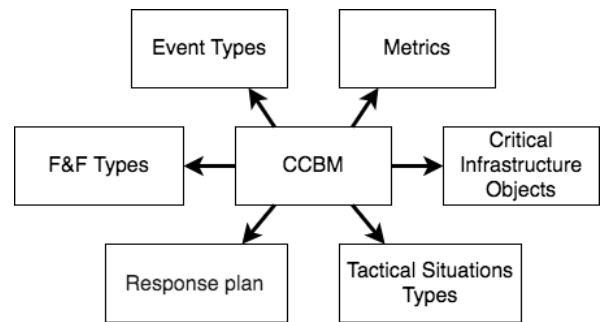 Event Types
Metrics
F&F Types
CCBM
Critical
Infrastructure
Objects
Response plan
Tactical Situations
Types